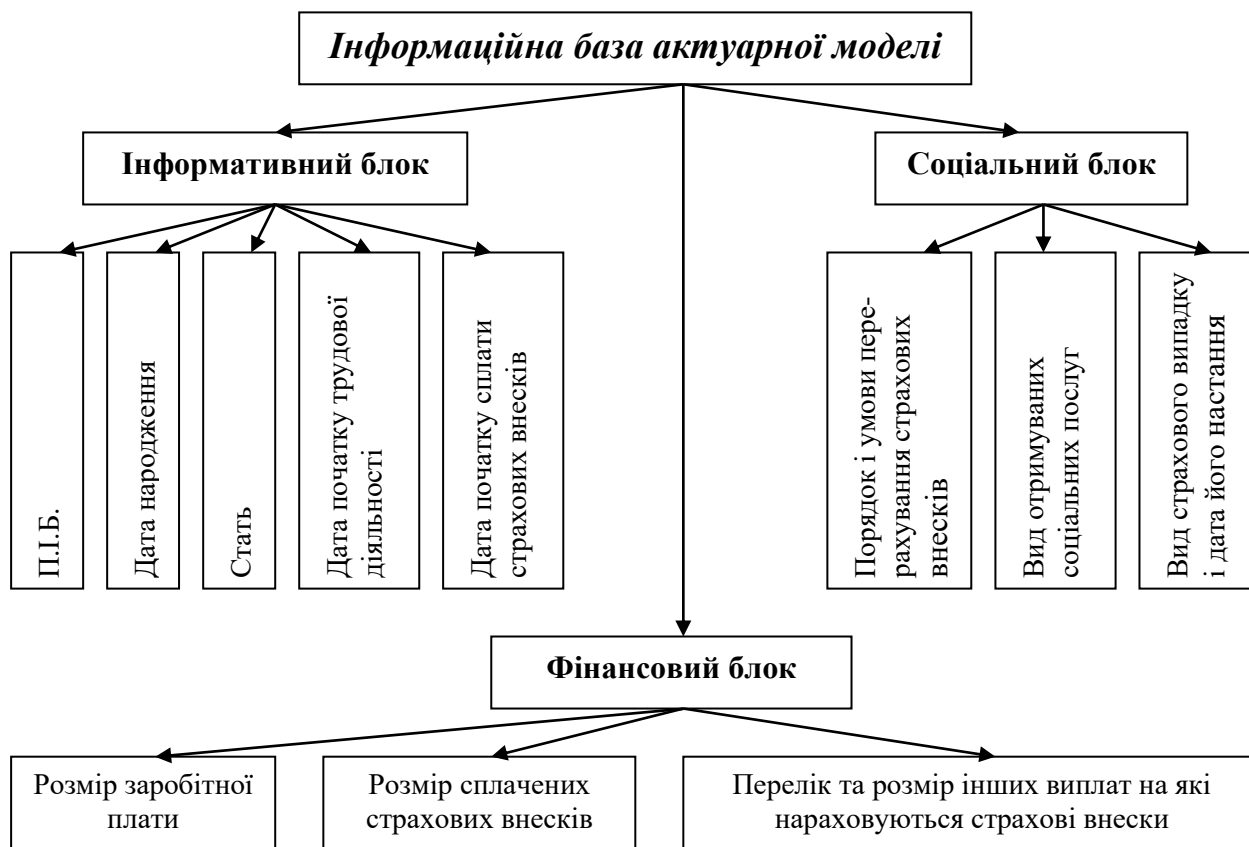 Інформаційна база актуарної моделі
Інформативний блок
Соціальний блок
П.І.Б.
Дата народження
Стать
Дата початку трудової
діяльності
Дата початку сплати
страхових внесків
Порядок і умови пере-
рахування страхових
внесків
Вид отримуваних
соціальних послуг
Вид страхового випадку
і дата його настання
Фінансовий блок
Розмір заробітної
плати
Розмір сплачених
страхових внесків
Перелік та розмір інших виплат на які
нараховуються страхові внески